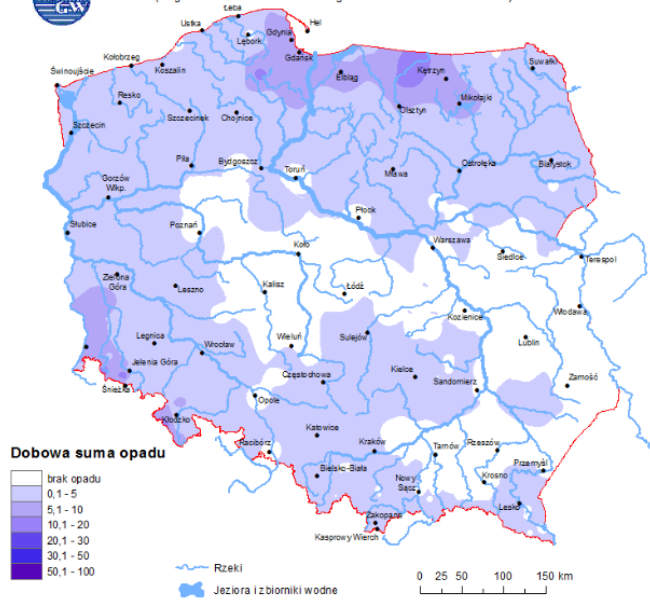 GW
Łeba
Hel
Ustka
Gdynia
Lębork
Gdańsk
Kołobrzeg
Koszalin
Elbląg
Kętrzyn
Suwałki
Świnoujście
Resko
Szczecinek
Chojnice
Olsztyn
Mikołajki
Szczecin
Piła
Bydgoszcz
Toruń
Mława
Ostrołęka
Białystok
Gorzów
Wlkp.
Płock
Słubice
Poznań
Koło
Warszawa
Siedlce
Terespol
Zielona
Góra
Leszno
Kalisz
Łódź
Kozienice
Włodawa
Legnica
Wrocław
Wieluń
Sulejów
Lublin
Jelenia Góra
Śnieżka
Częstochowa
Kielce
Sandomierz
Zamość
Opole
Kłodzko
Katowice
Racibórz
Kraków
Tarnów
Rzeszów
Przemyśl
Bielsko-Biała
Nowy
Sącz
Krosno
Lesko
Zakopane
Kasprowy Wierch
Dobowa suma opadu
brak opadu
0,1 - 5
5,1 - 10
10,1 - 20
20,1 - 30
30,1 - 50
50,1 - 100
Rzeki
Jeziora i zbiorniki wodne
0 25 50 100 150 km